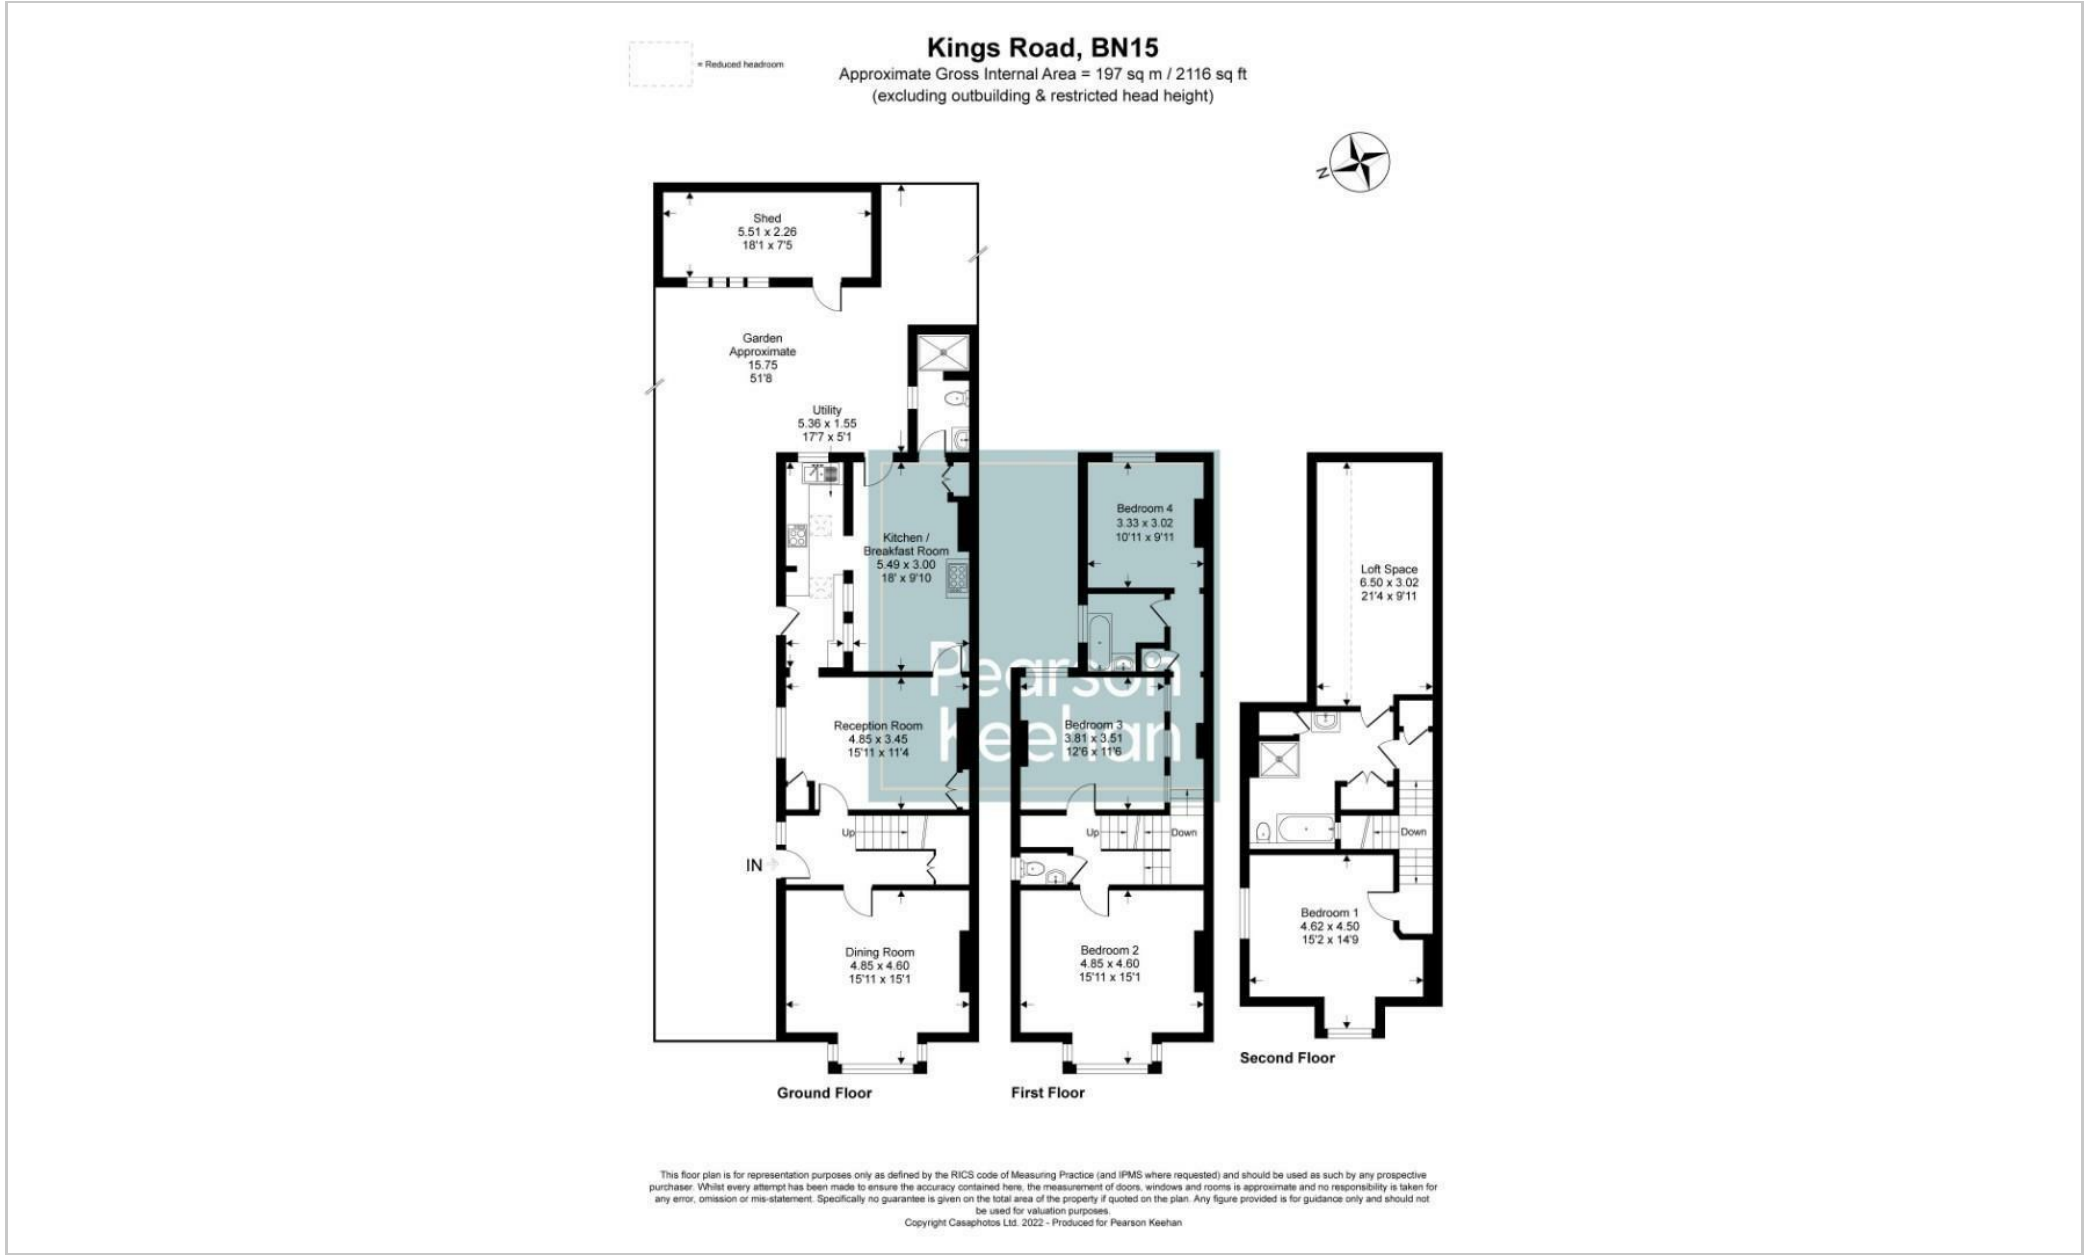 Kings Road, BN15
Approximate Gross Internal Area = 197 sq m / 2116 sq ft
(excluding outbuilding & restricted head height)
= Reduced headroom
N
Shed
5.51 x 2.26
18'1 x 7'5
Garden
Approximate
15.75
51'8
Utility
5.36 x 1.55
17'7 x 5'1
Kitchen /
Breakfast Room
5.49 x 3.00
18' x 9'10
Reception Room
4.85 x 3.45
15'11 x 11'4
Up
IN
Dining Room
4.85 x 4.60
15'11 x 15'1
Ground Floor
Pearson
Keehan
Bedroom 4
3.33 x 3.02
10'11 x 9'11
Bedroom 3
3.81 x 3.51
12'6 x 11'6
Up
Down
Bedroom 2
4.85 x 4.60
15'11 x 15'1
First Floor
Loft Space
6.50 x 3.02
21'4 x 9'11
Down
Bedroom 1
4.62 x 4.50
15'2 x 14'9
Second Floor
This floor plan is for representation purposes only as defined by the RICS code of Measuring Practice (and IPMS where requested) and should be used as such by any prospective
purchaser. Whilst every attempt has been made to ensure the accuracy contained here, the measurement of doors, windows and rooms is approximate and no responsibility is taken for
any error, omission or mis-statement. Specifically no guarantee is given on the total area of the property if quoted on the plan. Any figure provided is for guidance only and should not
be used for valuation purposes.
Copyright Casaphotos Ltd. 2022 - Produced for Pearson Keehan